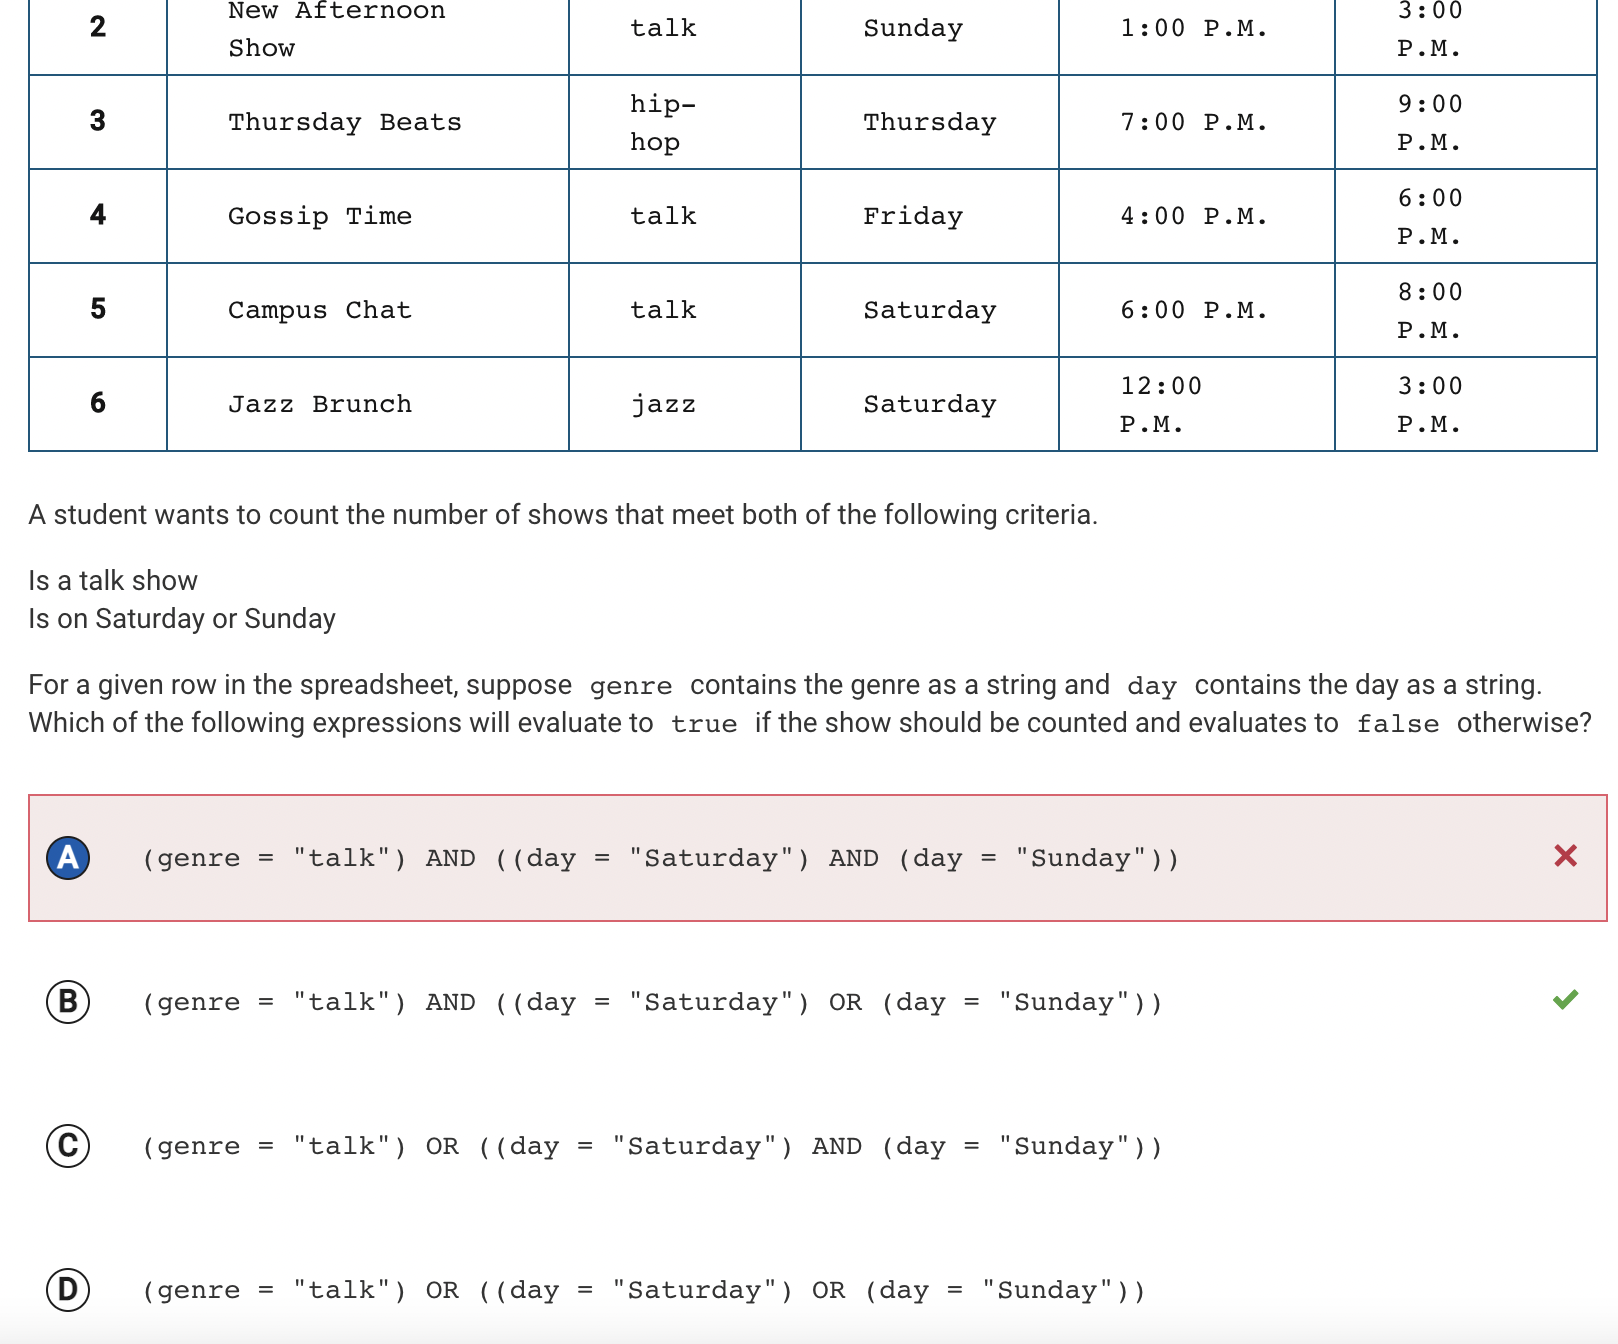 2 New Afternoon Show talk Sunday 1:00 P.M. 3:00 P.M.
3 Thursday Beats hip-hop Thursday 7:00 P.M. 9:00 P.M.
4 Gossip Time talk Friday 4:00 P.M. 6:00 P.M.
5 Campus Chat talk Saturday 6:00 P.M. 8:00 P.M.
6 Jazz Brunch jazz Saturday 12:00 P.M. 3:00 P.M.
A student wants to count the number of shows that meet both of the following criteria.
Is a talk show
Is on Saturday or Sunday
For a given row in the spreadsheet, suppose genre contains the genre as a string and day contains the day as a string.
Which of the following expressions will evaluate to true if the show should be counted and evaluates to false otherwise?
A (genre = "talk") AND ((day = "Saturday") AND (day = "Sunday"))
B (genre = "talk") AND ((day = "Saturday") OR (day = "Sunday"))
C (genre = "talk") OR ((day = "Saturday") AND (day = "Sunday"))
D (genre = "talk") OR ((day = "Saturday") OR (day = "Sunday"))